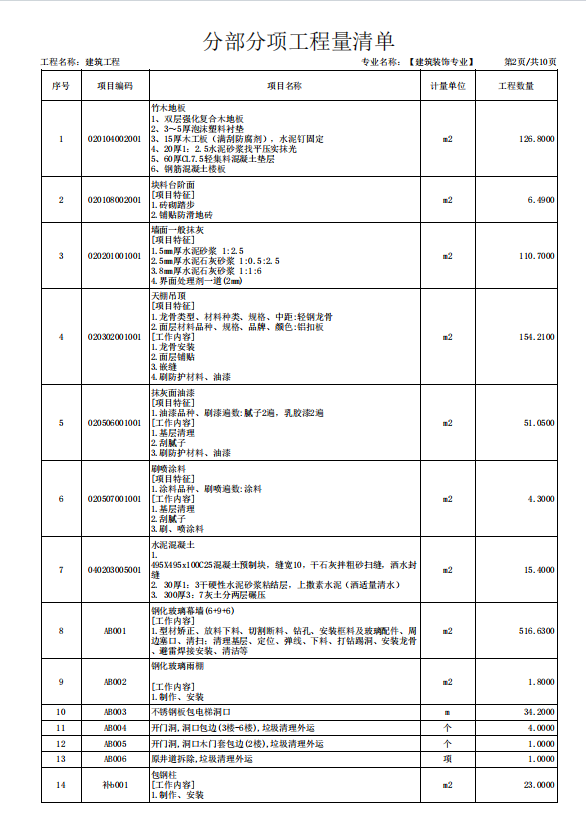 分部分项工程量清单
工程名称：建筑工程 专业名称：【建筑装饰专业】 第2页/共10页
序号 项目编码 项目名称 计量单位 工程数量
1 020104002001 竹木地板 m2 126.8000
1、双层强化复合木地板
2、3～5厚泡沫塑料衬垫
3、15厚木工板（满刮防腐剂），水泥钉固定
4、20厚1：2.5水泥砂浆找平压实抹光
5、60厚CL7.5轻集料混凝土垫层
6、钢筋混凝土楼板
2 020108002001 块料台阶面 m2 6.4900
[项目特征]
1.砖砌踏步
2.铺贴防滑地砖
3 020201001001 墙面一般抹灰 m2 110.7000
[项目特征]
1.5mm厚水泥砂浆 1:2.5
2.5mm厚水泥石灰砂浆 1:0.5:2.5
3.8mm厚水泥石灰砂浆 1:1:6
4.界面处理剂一道(2mm)
4 020302001001 天棚吊顶 m2 154.2100
[项目特征]
1.龙骨类型、材料种类、规格、中距:轻钢龙骨
2.面层材料品种、规格、品牌、颜色:铝扣板
[工作内容]
1.龙骨安装
2.面层铺贴
3.嵌缝
4.刷防护材料、油漆
5 020506001001 抹灰面油漆 m2 51.0500
[项目特征]
1.油漆品种、刷漆遍数:腻子2遍，乳胶漆2遍
[工作内容]
1.基层清理
2.刮腻子
3.刷防护材料、油漆
6 020507001001 刷喷涂料 m2 4.3000
[项目特征]
1.涂料品种、刷喷遍数:涂料
[工作内容]
1.基层清理
2.刮腻子
3.刷、喷涂料
7 040203005001 水泥混凝土 m2 15.4000
1.
495X495x100C25混凝土预制块，缝宽10，干石灰拌粗砂扫缝，洒水封
缝
2. 30厚1：3干硬性水泥砂浆粘结层，上撒素水泥（洒适量清水）
3. 300厚3：7灰土分两层碾压
8 AB001 钢化玻璃幕墙(6+9+6) m2 516.6300
[工作内容]
1.型材矫正、放料下料、切割断料、钻孔、安装框料及玻璃配件、周
边塞口、清扫；清理基层、定位、弹线、下料、打钻踢洞、安装龙骨
、避雷焊接安装、清洁等
9 AB002 钢化玻璃雨棚 m2 1.8000
[工作内容]
1.制作、安装
10 AB003 不锈钢板包电梯洞口 m 34.2000
11 AB004 开门洞,洞口包边(3楼-6楼),垃圾清理外运 个 4.0000
12 AB005 开门洞,洞口木门套包边(2楼),垃圾清理外运 个 1.0000
13 AB006 原井道拆除,垃圾清理外运 项 1.0000
14 补b001 包钢柱 m2 23.0000
[工作内容]
1.制作、安装